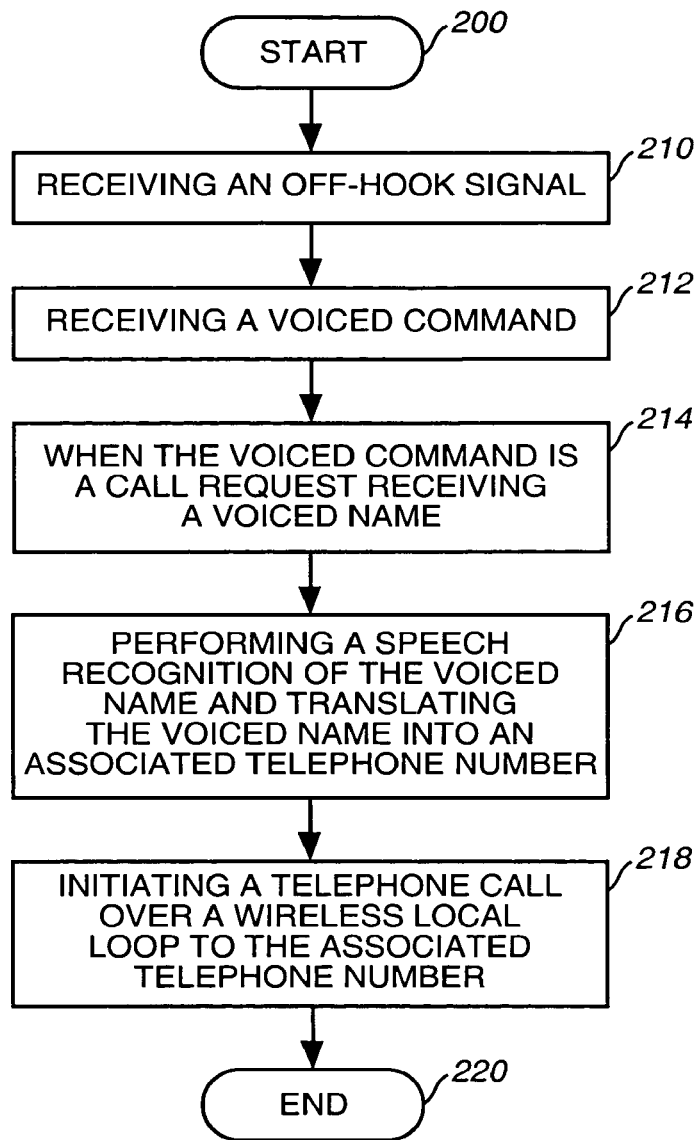 200
START
210
RECEIVING AN OFF-HOOK SIGNAL
212
RECEIVING A VOICED COMMAND
214
WHEN THE VOICED COMMAND IS
A CALL REQUEST RECEIVING
A VOICED NAME
216
PERFORMING A SPEECH
RECOGNITION OF THE VOICED
NAME AND TRANSLATING
THE VOICED NAME INTO AN
ASSOCIATED TELEPHONE NUMBER
218
INITIATING A TELEPHONE CALL
OVER A WIRELESS LOCAL
LOOP TO THE ASSOCIATED
TELEPHONE NUMBER
220
END